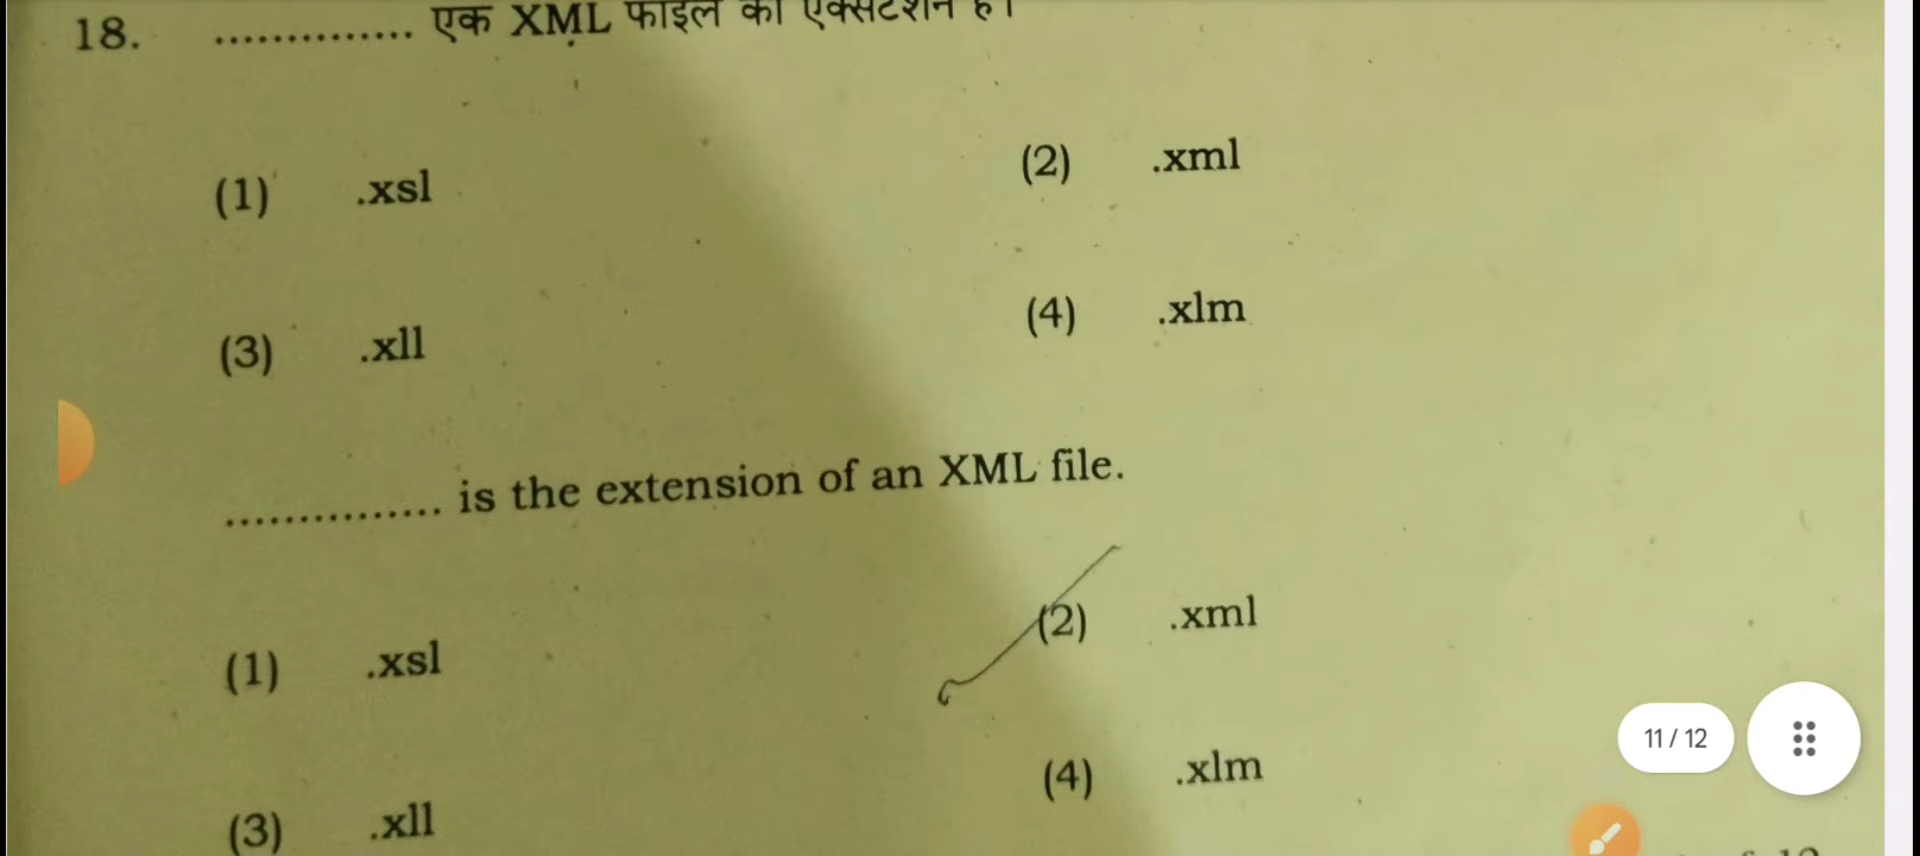 18. .............. एक XML फाइल का एक्सटेंशन है।
(1) .xsl (2) .xml
(3) .xll (4) .xlm
............... is the extension of an XML file.
(1) .xsl (2) .xml
(3) .xll (4) .xlm
11 / 12